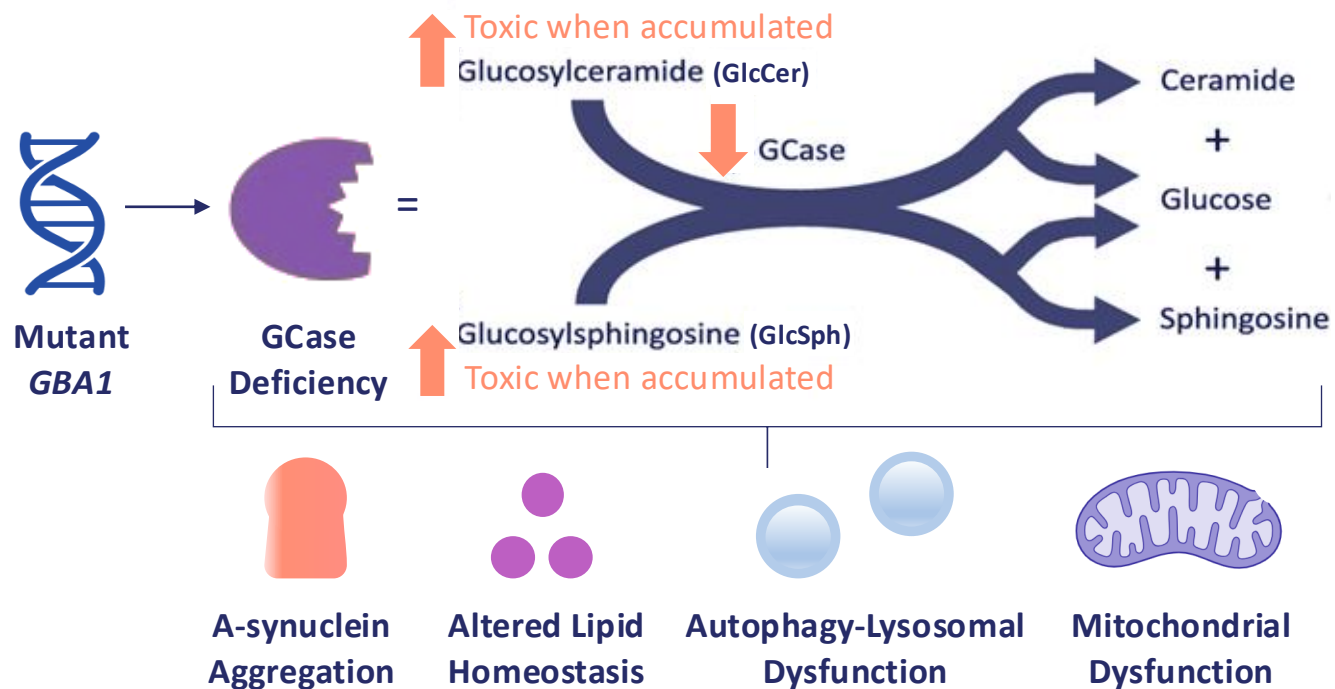 Toxic when accumulated
Glucosylceramide (GlcCer)
GCase
Ceramide
+
Glucose
+
Sphingosine
=
Mutant
GBA1
GCase
Deficiency
Glucosylsphingosine (GlcSph)
Toxic when accumulated
A-synuclein
Aggregation
Altered Lipid
Homeostasis
Autophagy-Lysosomal
Dysfunction
Mitochondrial
Dysfunction